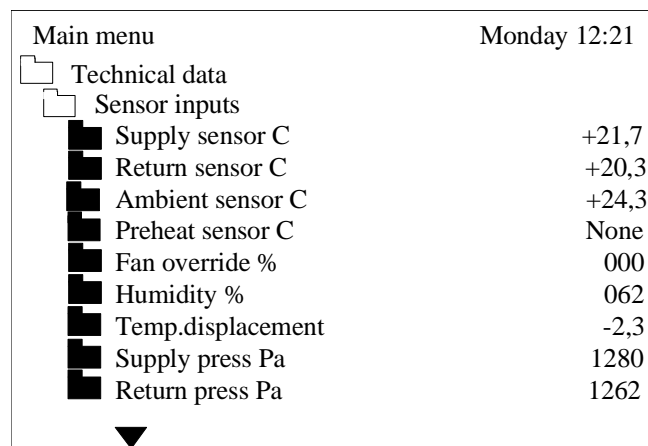 Main menu Monday 12:21
Technical data
Sensor inputs
Supply sensor C +21,7
Return sensor C +20,3
Ambient sensor C +24,3
Preheat sensor C None
Fan override % 000
Humidity % 062
Temp.displacement -2,3
Supply press Pa 1280
Return press Pa 1262